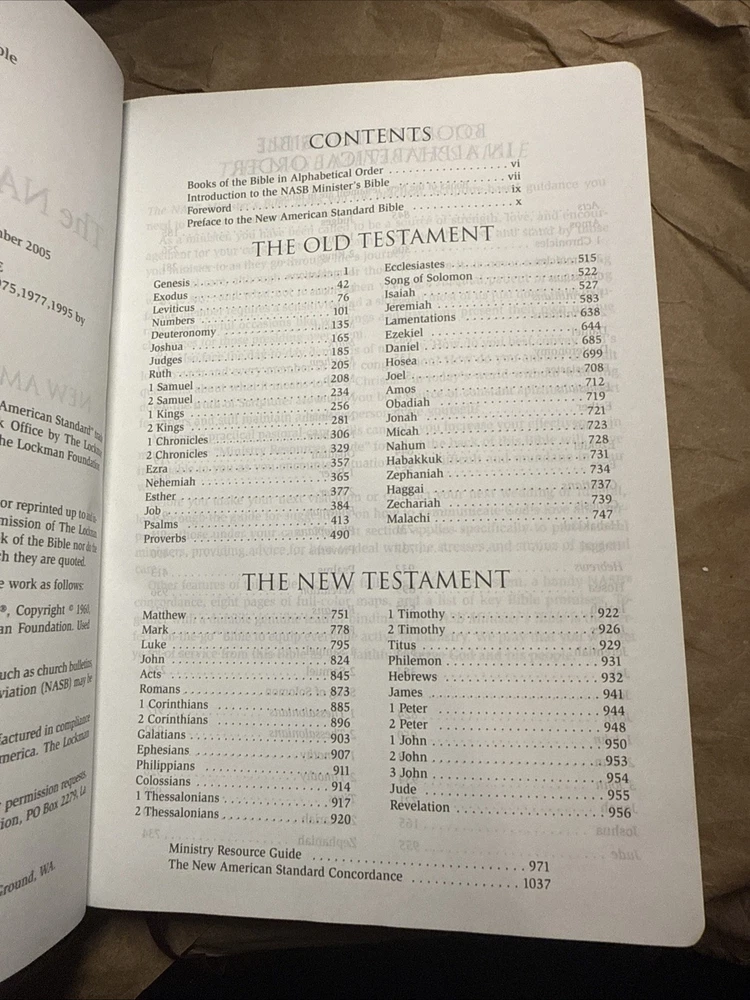 ble
The NA
mber 2005
975,1977,1995 by
NEW AM
American Standard" trade
k Office by The Lockman
he Lockman Foundation
or reprinted up to and in-
mission of The Lockman
k of the Bible nor do the
ch they are quoted.
e work as follows:
®, Copyright © 1960,
an Foundation. Used
such as church bulletins,
viation (NASB) may be
factured in compliance
merica. The Lockman
permission requests
ion, PO Box 2279, La
Ground, WA.
CONTENTS
Books of the Bible in Alphabetical Order vi
Introduction to the NASB Minister's Bible vii
Foreword ix
Preface to the New American Standard Bible x
THE OLD TESTAMENT
Genesis 1
Exodus 42
Leviticus 76
Numbers 101
Deuteronomy 135
Joshua 165
Judges 185
Ruth 205
1 Samuel 208
2 Samuel 234
1 Kings 256
2 Kings 281
1 Chronicles 306
2 Chronicles 329
Ezra 357
Nehemiah 365
Esther 377
Job 384
Psalms 413
Proverbs 490
Ecclesiastes 515
Song of Solomon 522
Isaiah 527
Jeremiah 583
Lamentations 638
Ezekiel 644
Daniel 685
Hosea 699
Joel 708
Amos 712
Obadiah 719
Jonah 721
Micah 723
Nahum 728
Habakkuk 731
Zephaniah 734
Haggai 737
Zechariah 739
Malachi 747
THE NEW TESTAMENT
Matthew 751
Mark 778
Luke 795
John 824
Acts 845
Romans 873
1 Corinthians 885
2 Corinthians 896
Galatians 903
Ephesians 907
Philippians 911
Colossians 914
1 Thessalonians 917
2 Thessalonians 920
1 Timothy 922
2 Timothy 926
Titus 929
Philemon 931
Hebrews 932
James 941
1 Peter 944
2 Peter 948
1 John 950
2 John 953
3 John 954
Jude 955
Revelation 956
Ministry Resource Guide 971
The New American Standard Concordance 1037